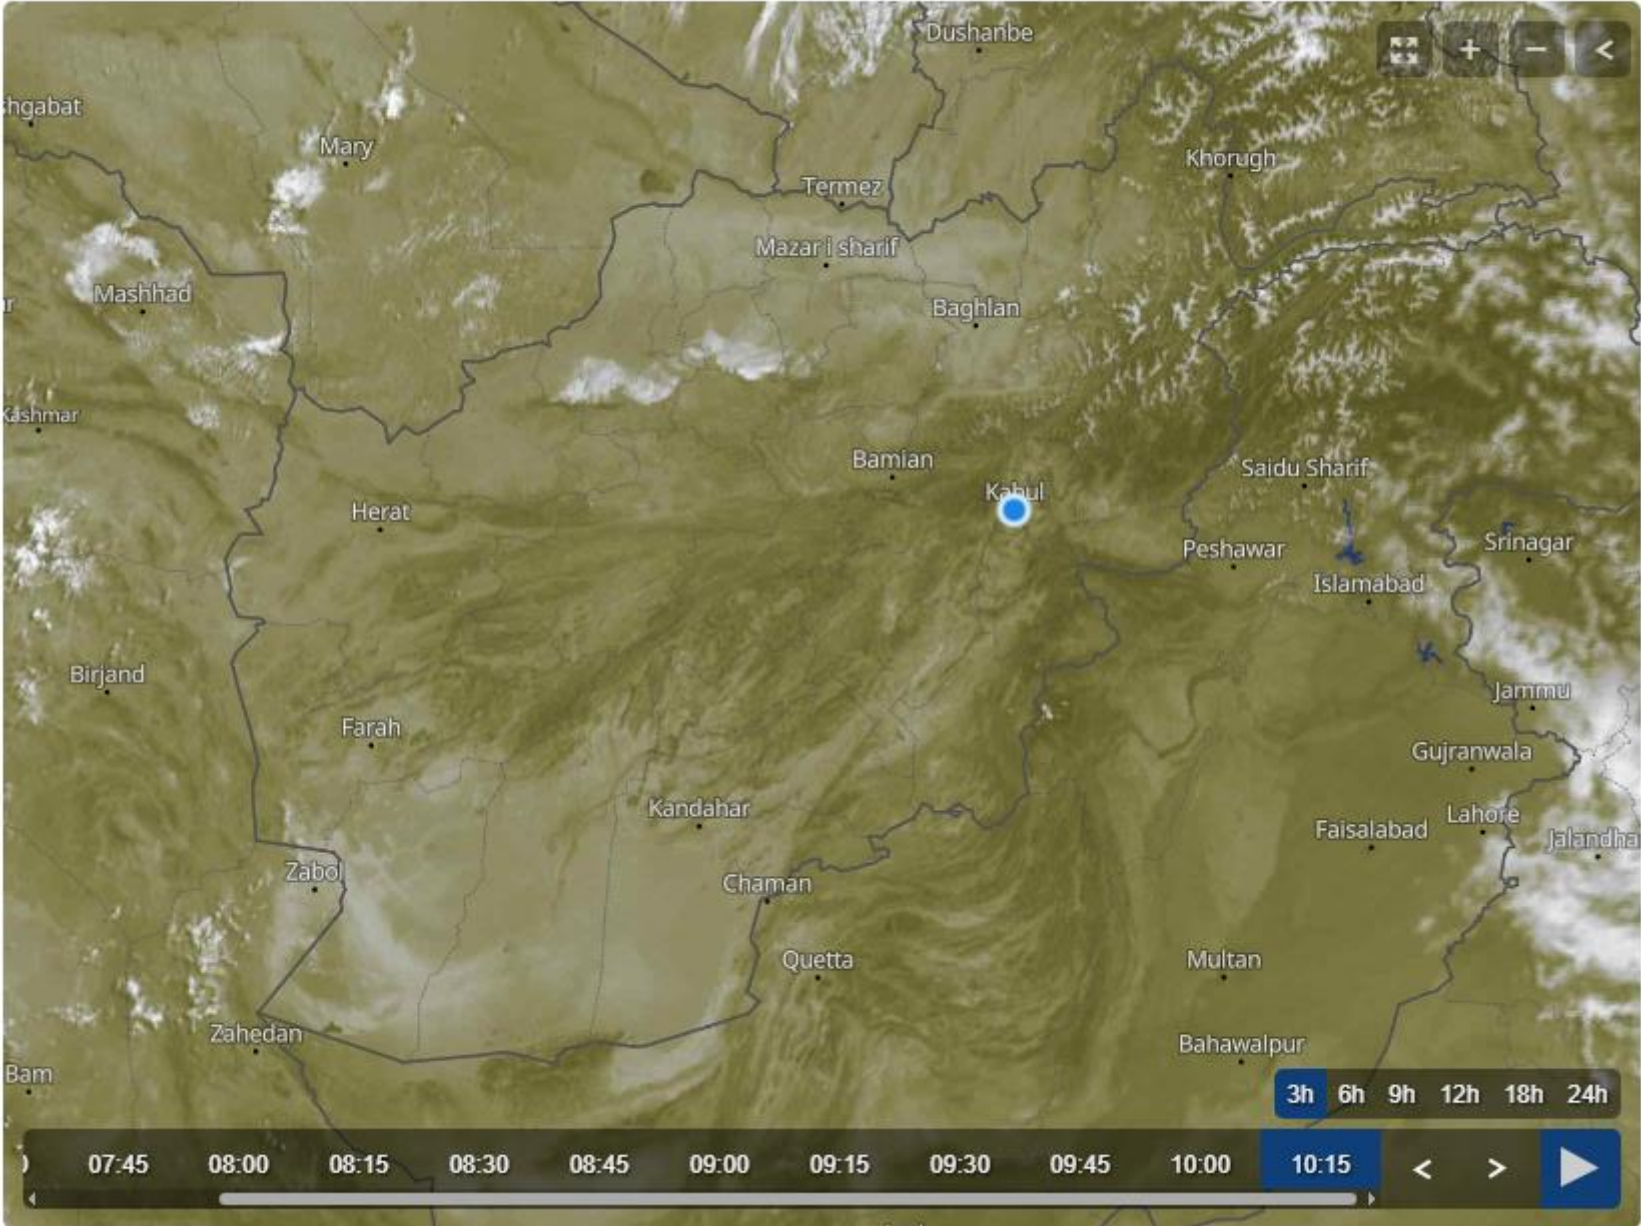 Dushanbe
+
−
<
shgabat
Mary
Khorugh
Termez
Mazar i sharif
Mashhad
ar
Baghlan
Kashmar
Bamian
Saidu Sharif
Kabul
Herat
Peshawar
Srinagar
Islamabad
Birjand
Jammu
Farah
Gujranwala
Kandahar
Lahore
Faisalabad
Jalandha
Zabol
Chaman
Quetta
Multan
Zahedan
Bahawalpur
Bam
3h 6h 9h 12h 18h 24h
07:45 08:00 08:15 08:30 08:45 09:00 09:15 09:30 09:45 10:00 10:15 < >